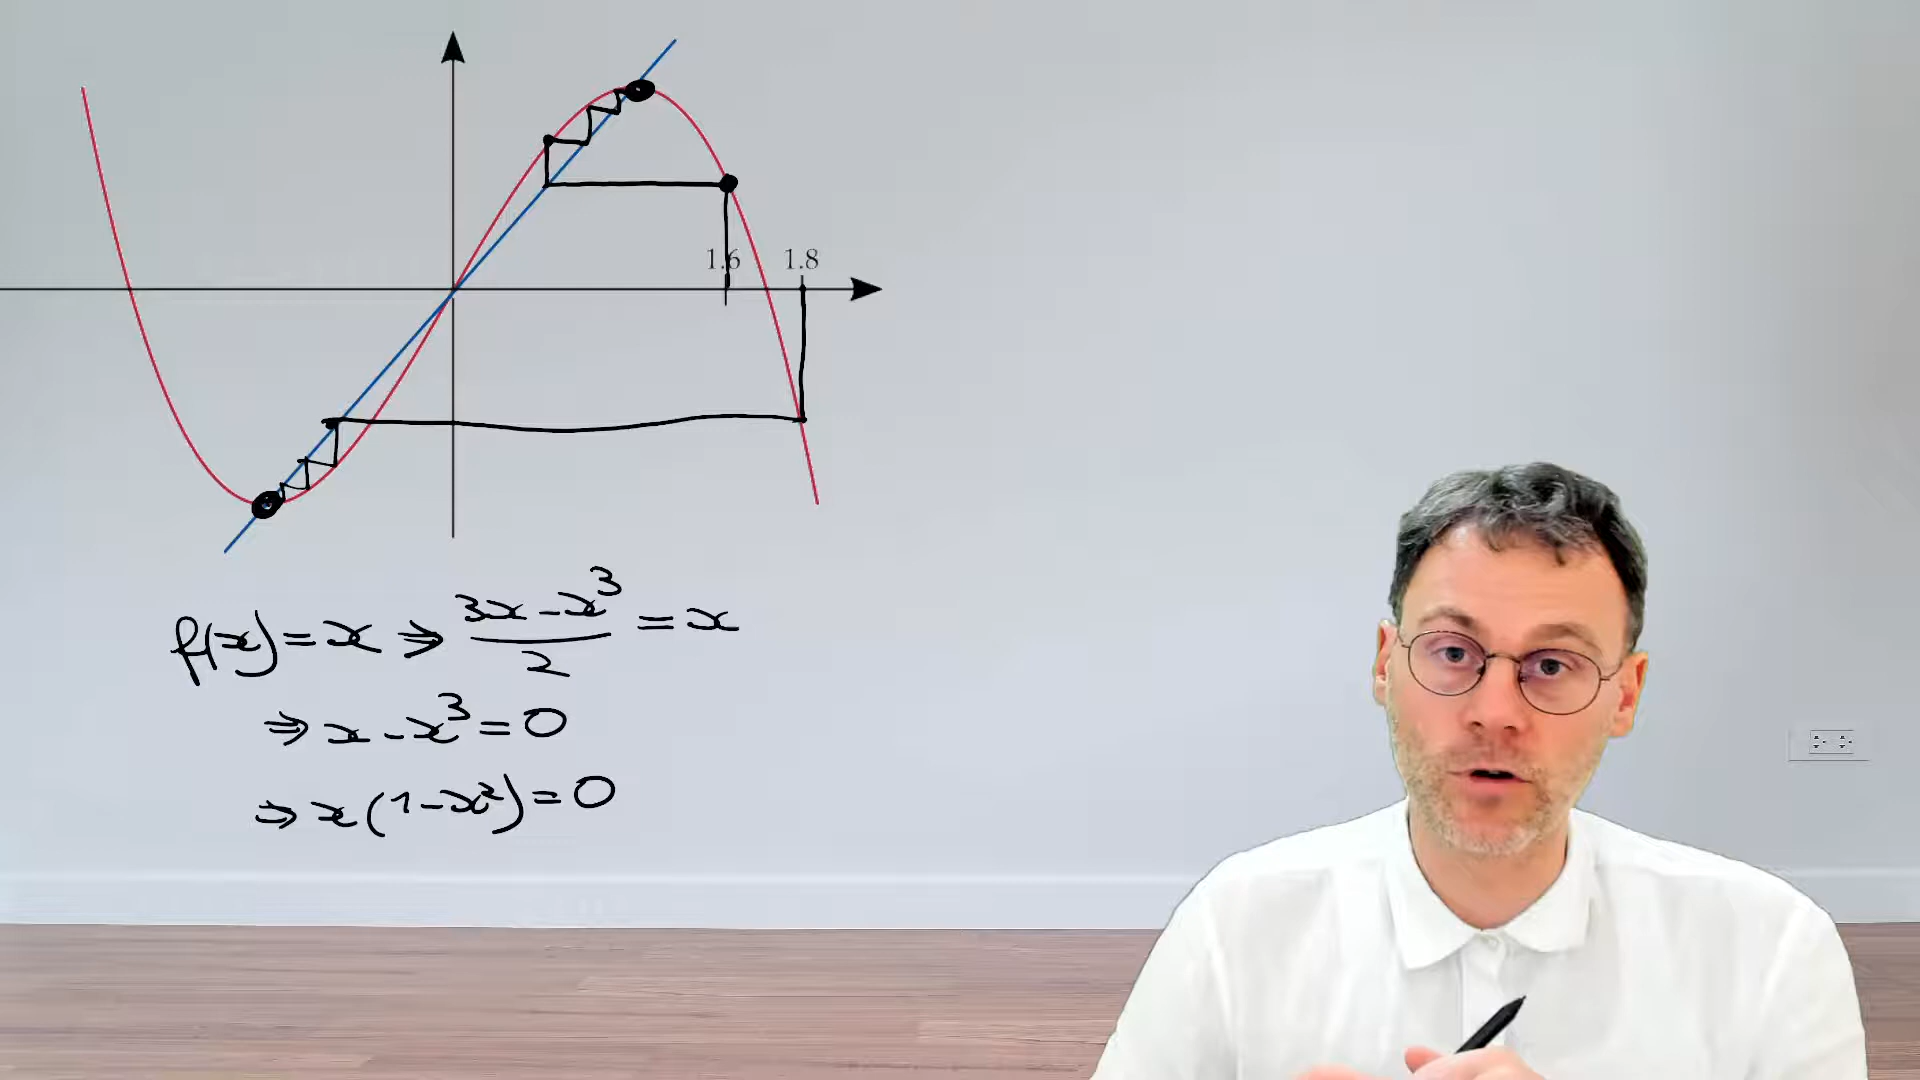 1.6 1.8
f(x) = x ⇒ (3x - x³)/2 = x
⇒ x - x³ = 0
⇒ x(1 - x²) = 0